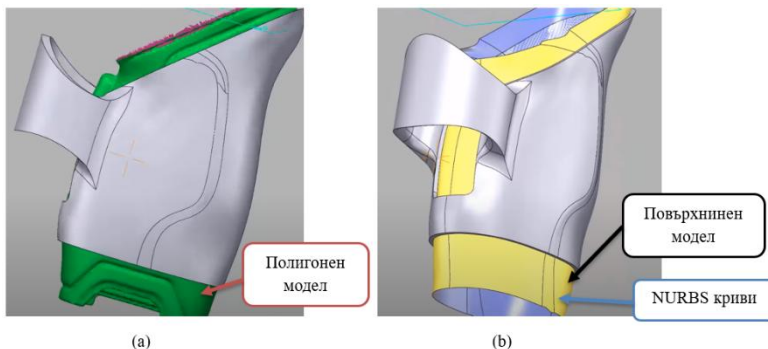 Полигонен
модел
Повърхнинен
модел
NURBS криви
(a)
(b)